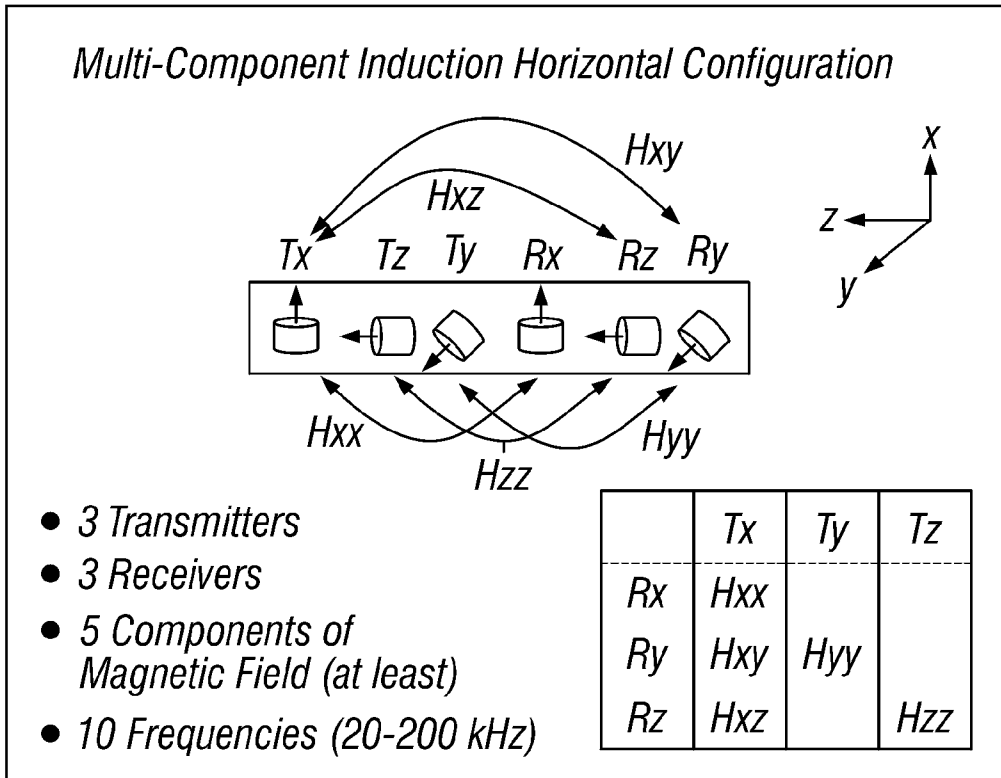 Multi-Component Induction Horizontal Configuration
Hxy
Hxz
x
z
y
Tx Tz Ty Rx Rz Ry
Hxx
Hzz
Hyy
● 3 Transmitters
● 3 Receivers
● 5 Components of
Magnetic Field (at least)
● 10 Frequencies (20-200 kHz)
Tx Ty Tz
Rx Hxx
Ry Hxy Hyy
Rz Hxz Hzz